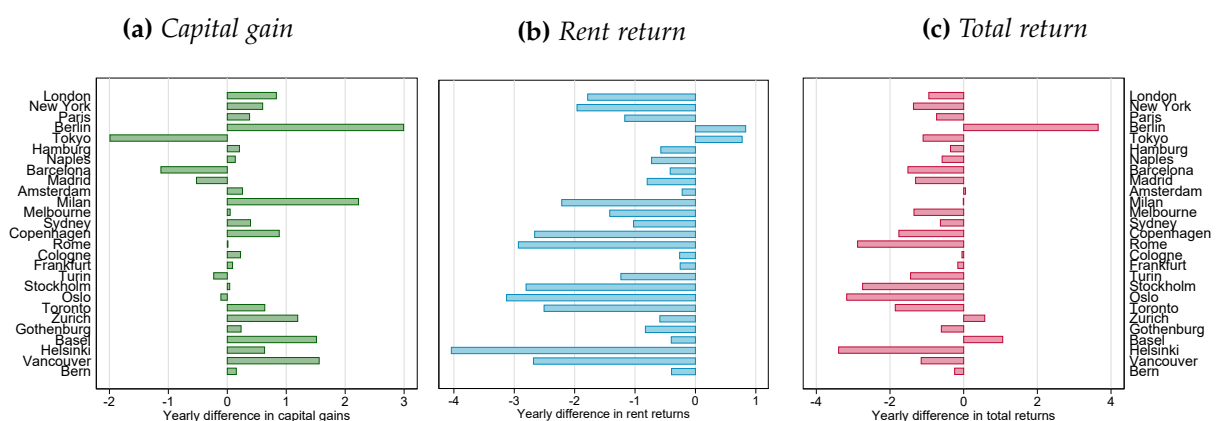 (a) Capital gain
(b) Rent return
(c) Total return
London
New York
Paris
Berlin
Tokyo
Hamburg
Naples
Barcelona
Madrid
Amsterdam
Milan
Melbourne
Sydney
Copenhagen
Rome
Cologne
Frankfurt
Turin
Stockholm
Oslo
Toronto
Zurich
Gothenburg
Basel
Helsinki
Vancouver
Bern
-2 -1 0 1 2 3
Yearly difference in capital gains
-4 -3 -2 -1 0 1
Yearly difference in rent returns
London
New York
Paris
Berlin
Tokyo
Hamburg
Naples
Barcelona
Madrid
Amsterdam
Milan
Melbourne
Sydney
Copenhagen
Rome
Cologne
Frankfurt
Turin
Stockholm
Oslo
Toronto
Zurich
Gothenburg
Basel
Helsinki
Vancouver
Bern
-4 -2 0 2 4
Yearly difference in total returns